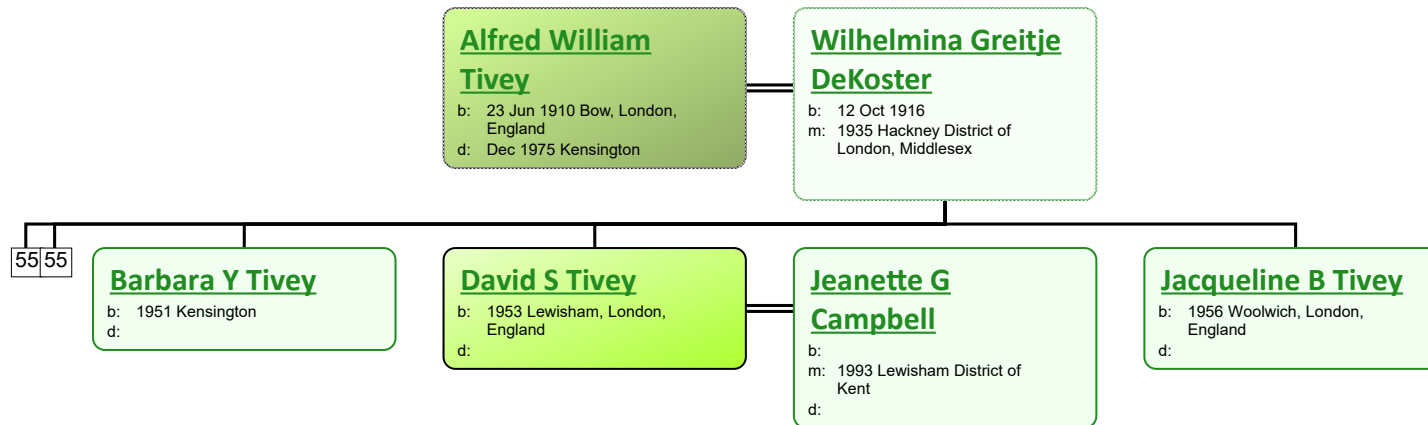 Alfred William
Tivey
b: 23 Jun 1910 Bow, London,
England
d: Dec 1975 Kensington
Wilhelmina Greitje
DeKoster
b: 12 Oct 1916
m: 1935 Hackney District of
London, Middlesex
55 55
Barbara Y Tivey
b: 1951 Kensington
d:
David S Tivey
b: 1953 Lewisham, London,
England
d:
Jeanette G
Campbell
b:
m: 1993 Lewisham District of
Kent
d:
Jacqueline B Tivey
b: 1956 Woolwich, London,
England
d: